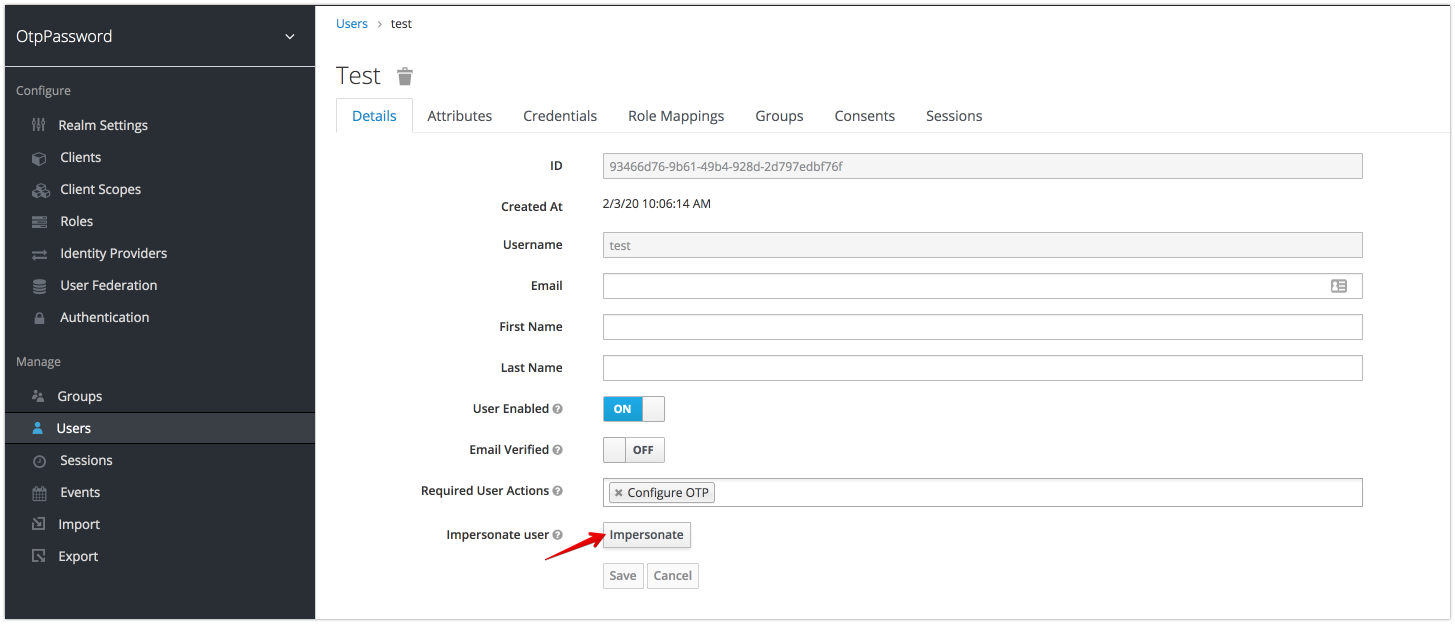 OtpPassword
Configure
Realm Settings
Clients
Client Scopes
Roles
Identity Providers
User Federation
Authentication
Manage
Groups
Users
Sessions
Events
Import
Export
Users › test
Test
Details Attributes Credentials Role Mappings Groups Consents Sessions
ID 93466d76-9b61-49b4-928d-2d797edbf76f
Created At 2/3/20 10:06:14 AM
Username test
Email
First Name
Last Name
User Enabled ? ON
Email Verified ? OFF
Required User Actions ? × Configure OTP
Impersonate user ? Impersonate
Save Cancel